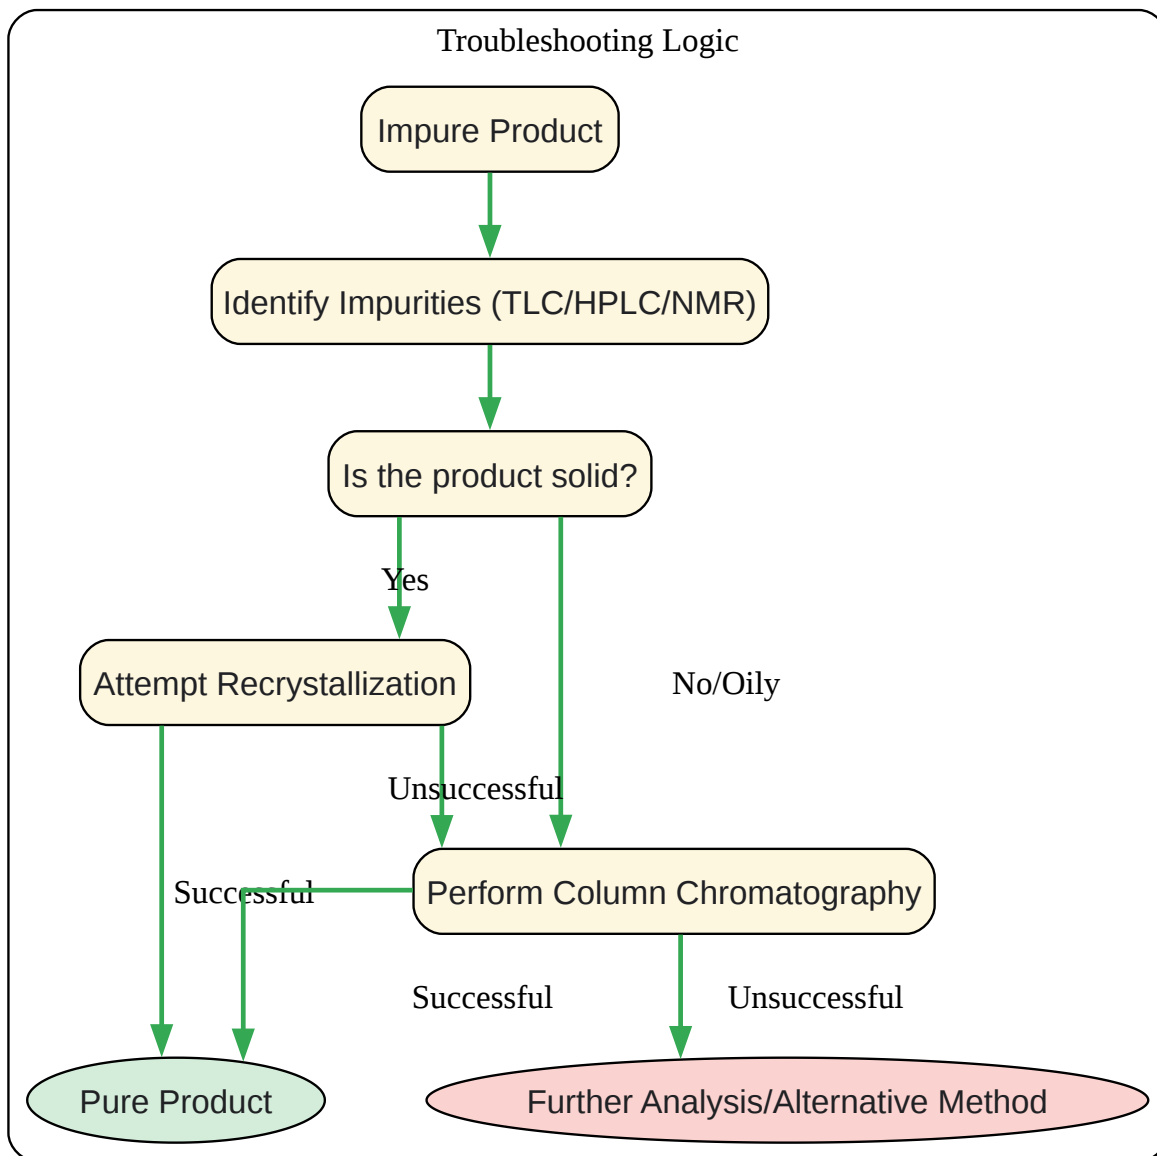 Troubleshooting Logic
Impure Product
Identify Impurities (TLC/HPLC/NMR)
Is the product solid?
Yes
Attempt Recrystallization
No/Oily
Unsuccessful
Successful
Perform Column Chromatography
Successful
Unsuccessful
Pure Product
Further Analysis/Alternative Method